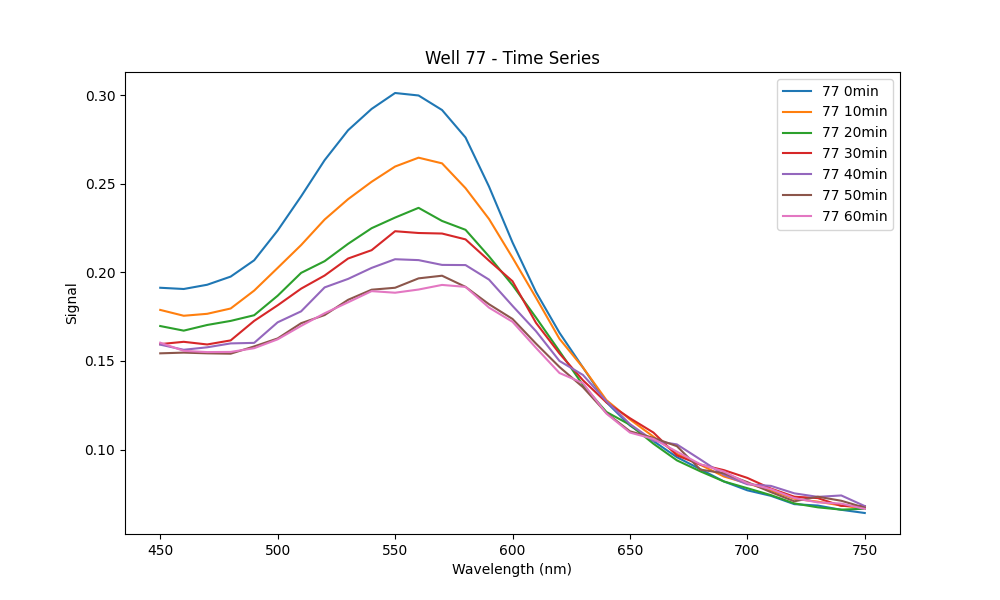 Well 77 - Time Series
77 0min
77 10min
77 20min
77 30min
77 40min
77 50min
77 60min
0.30
0.25
0.20
0.15
0.10
Signal
450 500 550 600 650 700 750
Wavelength (nm)